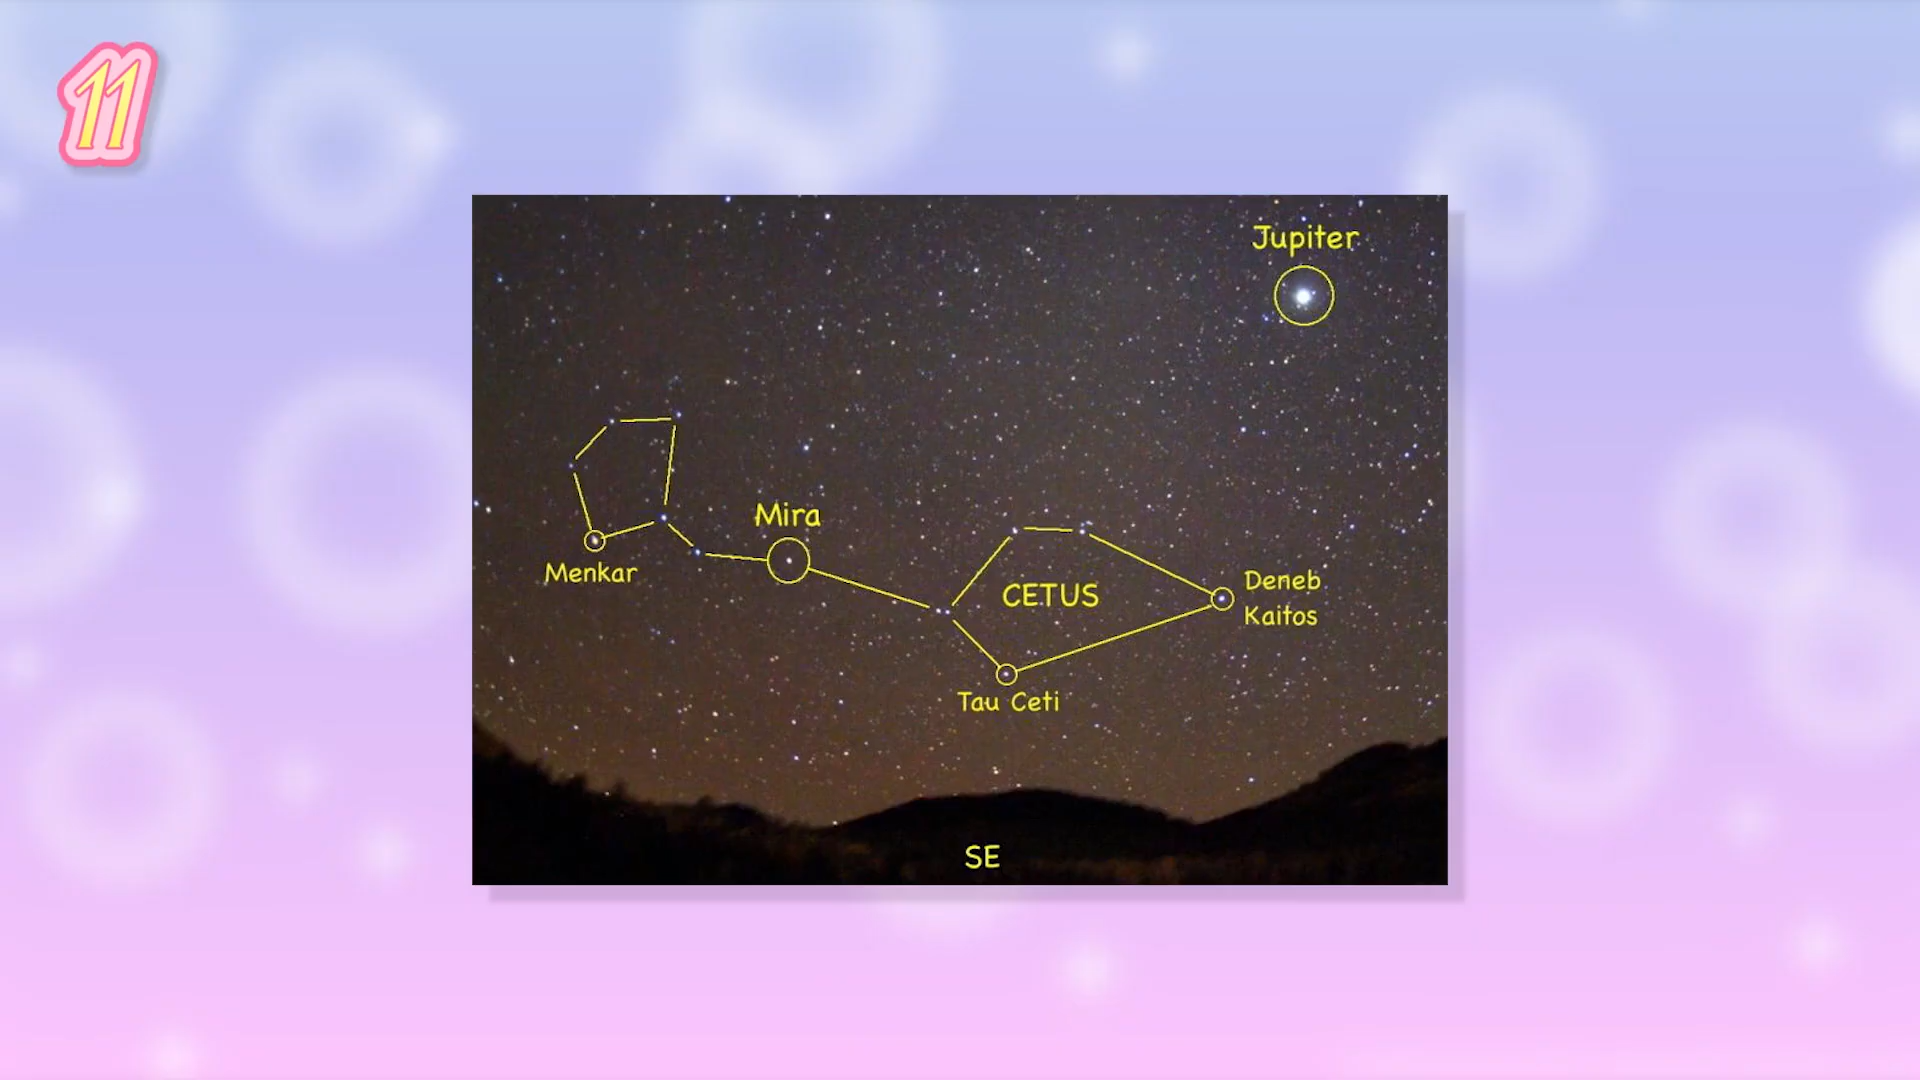 11
Jupiter
Mira
Menkar
CETUS
Deneb
Kaitos
Tau Ceti
SE